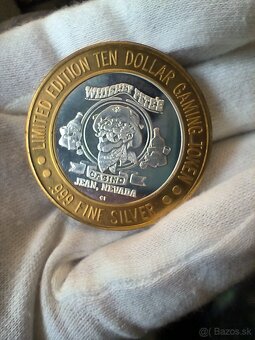 • LIMITED EDITION TEN DOLLAR GAMING TOKEN •
WHISKEY PETE'S
CASINO
JEAN, NEVADA
.999 FINE SILVER
© Bazos.sk